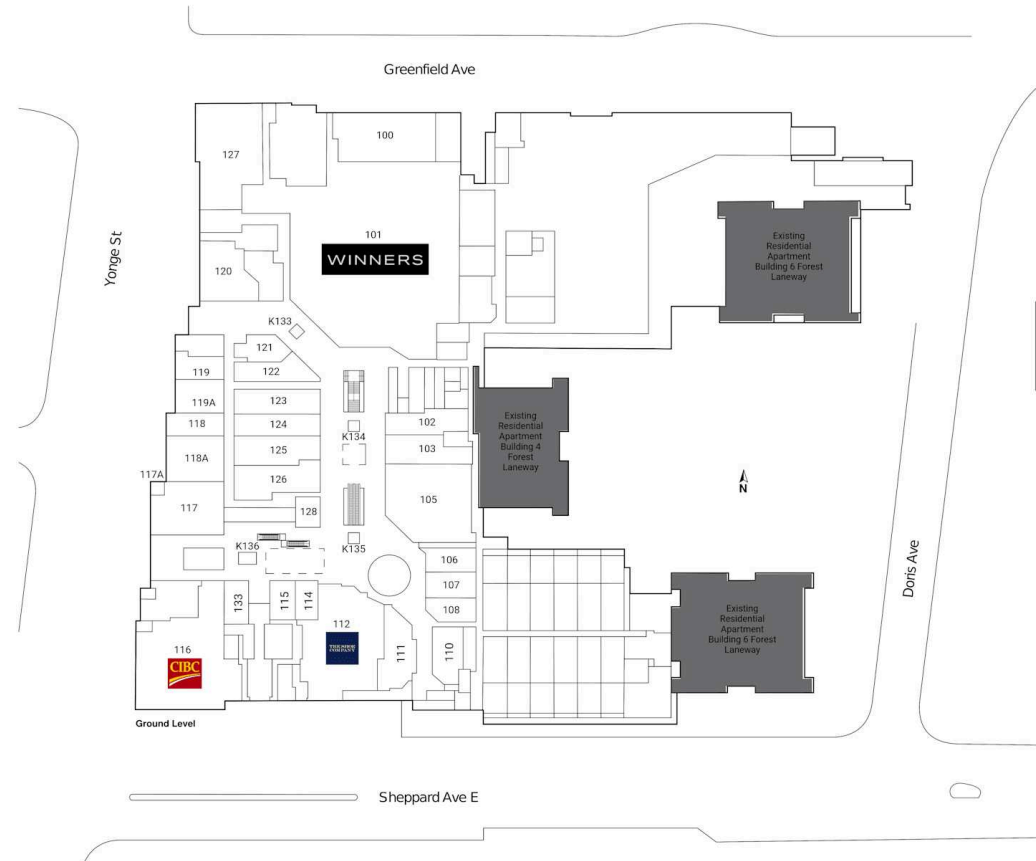 Greenfield Ave
100
127
Yonge St
101
WINNERS
Existing
Residential
Apartment
Building 6 Forest
Laneway
120
K133
121
119
122
123
119A
118
124
K134
102
125
103
118A
117A
126
105
Existing
Residential
Apartment
Building 4
Forest
Laneway
N
117
128
K136
K135
106
107
108
133
115
114
112
THE SHOE
COMPANY
111
110
116
CIBC
Existing
Residential
Apartment
Building 6 Forest
Laneway
Doris Ave
Ground Level
Sheppard Ave E